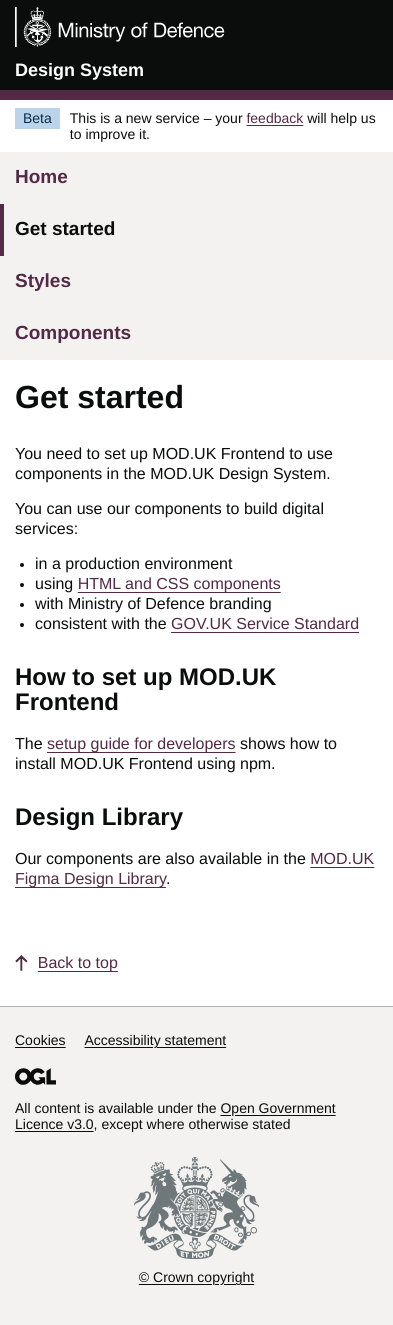 Ministry of Defence
Design System
Beta
This is a new service – your feedback will help us
to improve it.
Home
Get started
Styles
Components
Get started
You need to set up MOD.UK Frontend to use
components in the MOD.UK Design System.
You can use our components to build digital
services:
• in a production environment
• using HTML and CSS components
• with Ministry of Defence branding
• consistent with the GOV.UK Service Standard
How to set up MOD.UK
Frontend
The setup guide for developers shows how to
install MOD.UK Frontend using npm.
Design Library
Our components are also available in the MOD.UK
Figma Design Library.
Back to top
Cookies Accessibility statement
OGL
All content is available under the Open Government
Licence v3.0, except where otherwise stated
DIEU ET MON DROIT
© Crown copyright